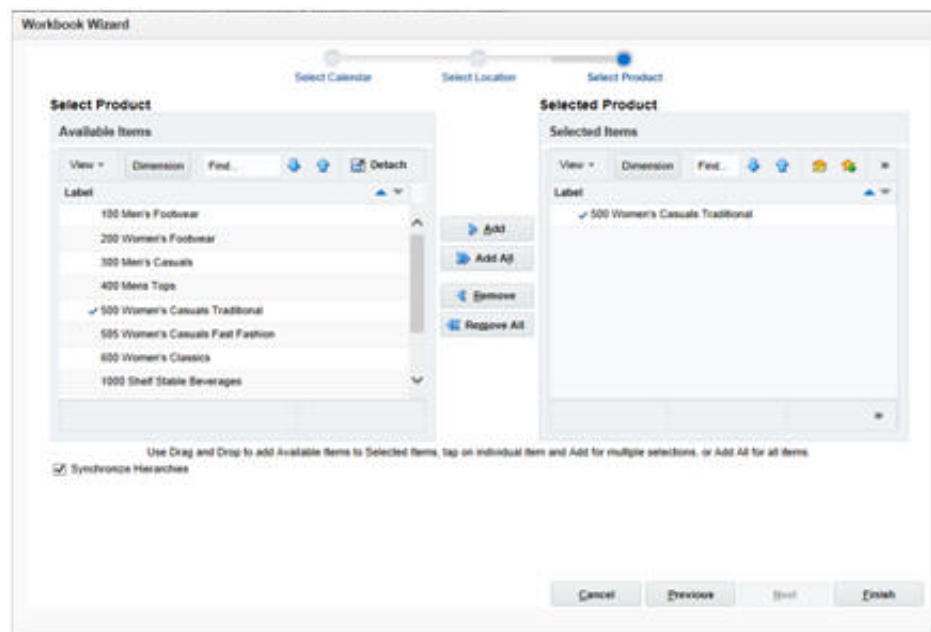 Workbook Wizard
Select Calendar
Select Location
Select Product
Select Product
Available Items
View
Dimension
Find...
Detach
Label
100 Men's Footwear
200 Women's Footwear
300 Men's Casuals
400 Mens Tops
500 Women's Casuals Traditional
505 Women's Casuals Fast Fashion
600 Women's Classics
1000 Shelf Stable Beverages
Add
Add All
Remove
Remove All
Selected Product
Selected Items
View
Dimension
Find...
»
Label
500 Women's Casuals Traditional
»
Use Drag and Drop to add Available Items to Selected Items, tap on individual item and Add for multiple selections, or Add All for all items.
Synchronize Hierarchies
Cancel
Previous
Next
Finish